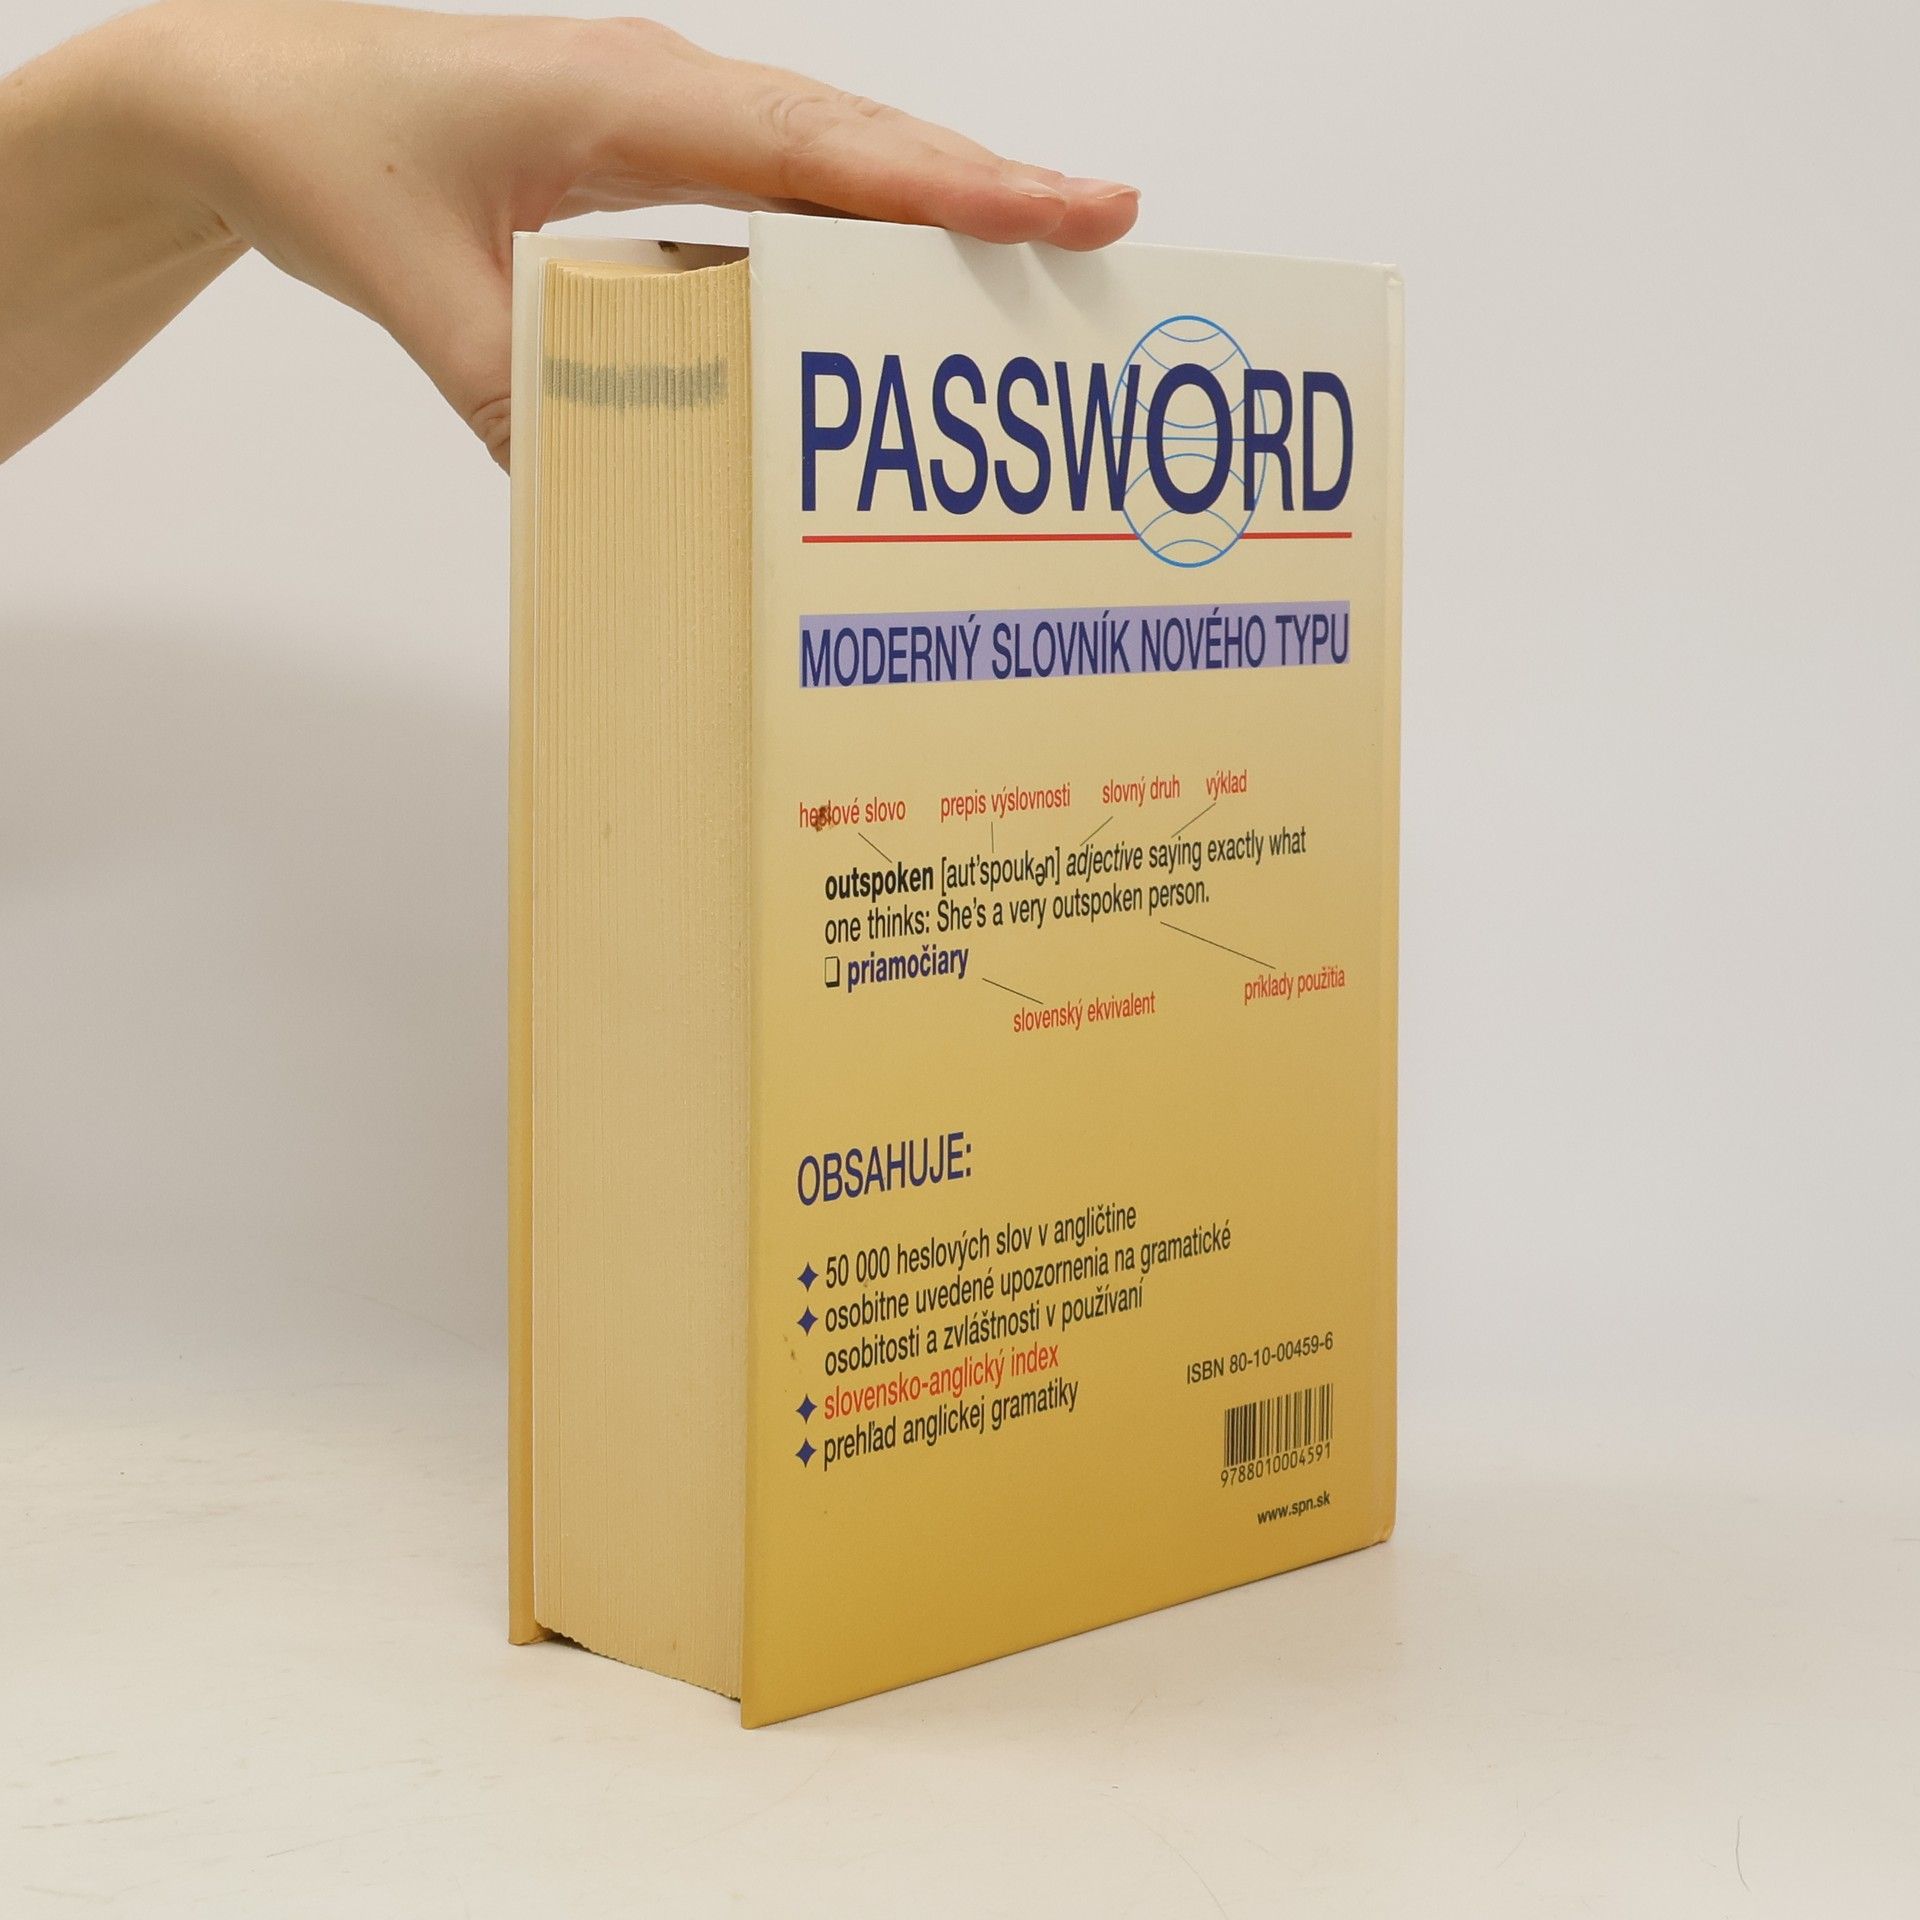 PASSWORD
MODERNÝ SLOVNÍK NOVÉHO TYPU
heslové slovo prepis výslovnosti slovný druh výklad
outspoken [aut'spoukən] adjective saying exactly what
one thinks: She's a very outspoken person.
❏ priamočiary
slovenský ekvivalent príklady použitia
OBSAHUJE:
✦ 50 000 heslových slov v angličtine
✦ osobitne uvedené upozornenia na gramatické
osobitosti a zvláštnosti v používaní
✦ slovensko-anglický index
✦ prehľad anglickej gramatiky
ISBN 80-10-00459-6
9788010004591
www.spn.sk